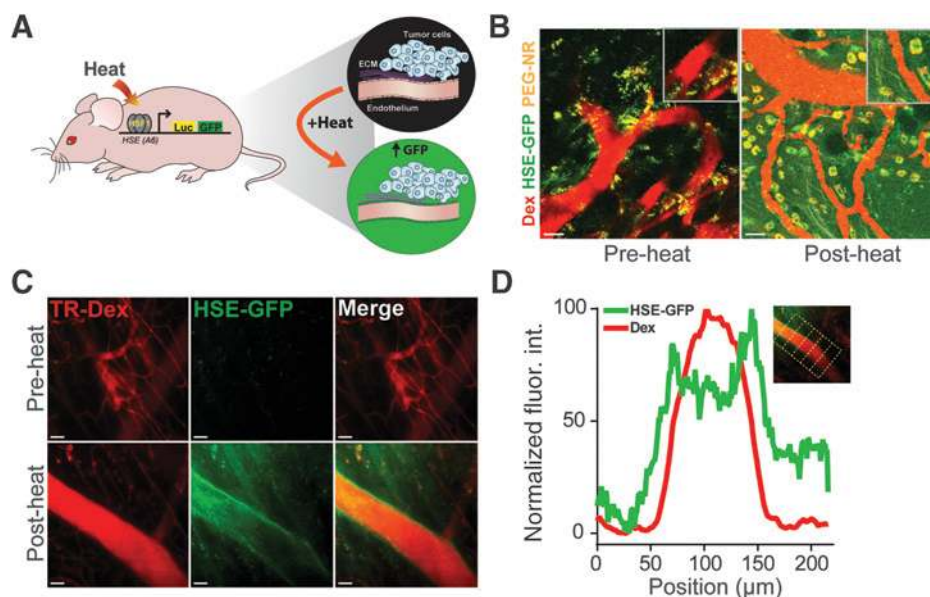 A
Heat
HSE (A6)
Luc
GFP
Tumor cells
ECM
Endothelium
+Heat
GFP
B
Dex HSE-GFP PEG-NR
Pre-heat
Post-heat
C
TR-Dex
HSE-GFP
Merge
Pre-heat
Post-heat
D
HSE-GFP
Dex
Normalized fluor. int.
100
50
0
0
50
100
150
200
Position (µm)